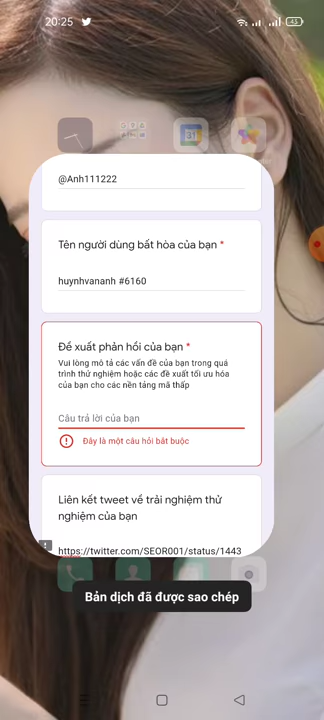 20:25
45
31
@Anh111222
Tên người dùng bất hòa của bạn *
huynhvananh #6160
Đề xuất phản hồi của bạn *
Vui lòng mô tả các vấn đề của bạn trong quá
trình thử nghiệm hoặc các đề xuất tối ưu hóa
của bạn cho các nền tảng mã thấp
Câu trả lời của bạn
Đây là một câu hỏi bắt buộc
Liên kết tweet về trải nghiệm thử
nghiệm của bạn
https://twitter.com/SEOR001/status/1443
Bản dịch đã được sao chép